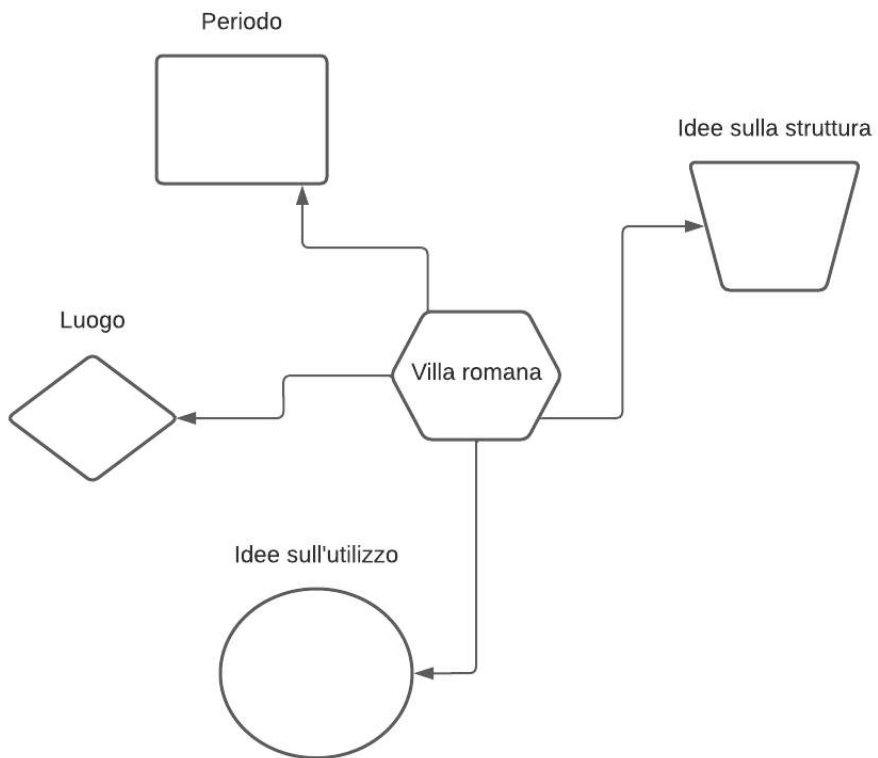 Periodo
Idee sulla struttura
Luogo
Villa romana
Idee sull'utilizzo